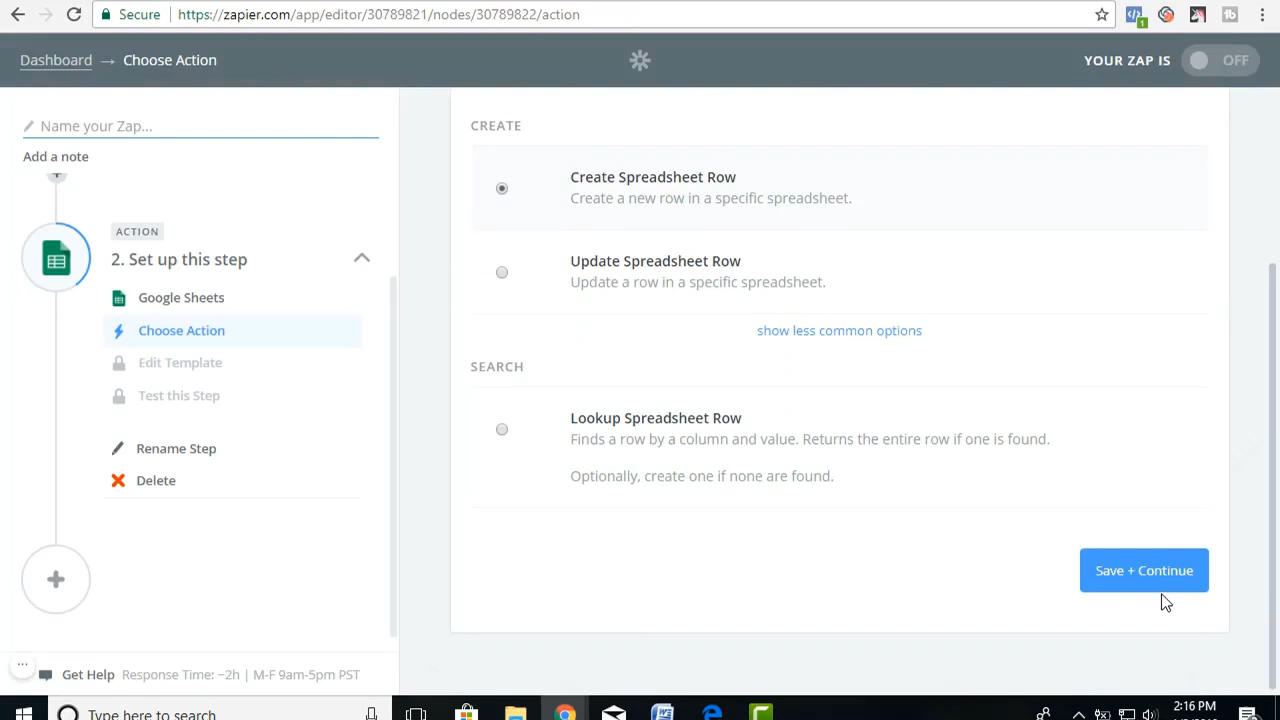 Secure
https://zapier.com/app/editor/30789821/nodes/30789822/action
1
Dashboard → Choose Action
YOUR ZAP IS
OFF
Name your Zap...
Add a note
ACTION
2. Set up this step
Google Sheets
Choose Action
Edit Template
Test this Step
Rename Step
Delete
Get Help Response Time: ~2h | M-F 9am-5pm PST
CREATE
Create Spreadsheet Row
Create a new row in a specific spreadsheet.
Update Spreadsheet Row
Update a row in a specific spreadsheet.
show less common options
SEARCH
Lookup Spreadsheet Row
Finds a row by a column and value. Returns the entire row if one is found.
Optionally, create one if none are found.
Save + Continue
Type here to search
2:16 PM